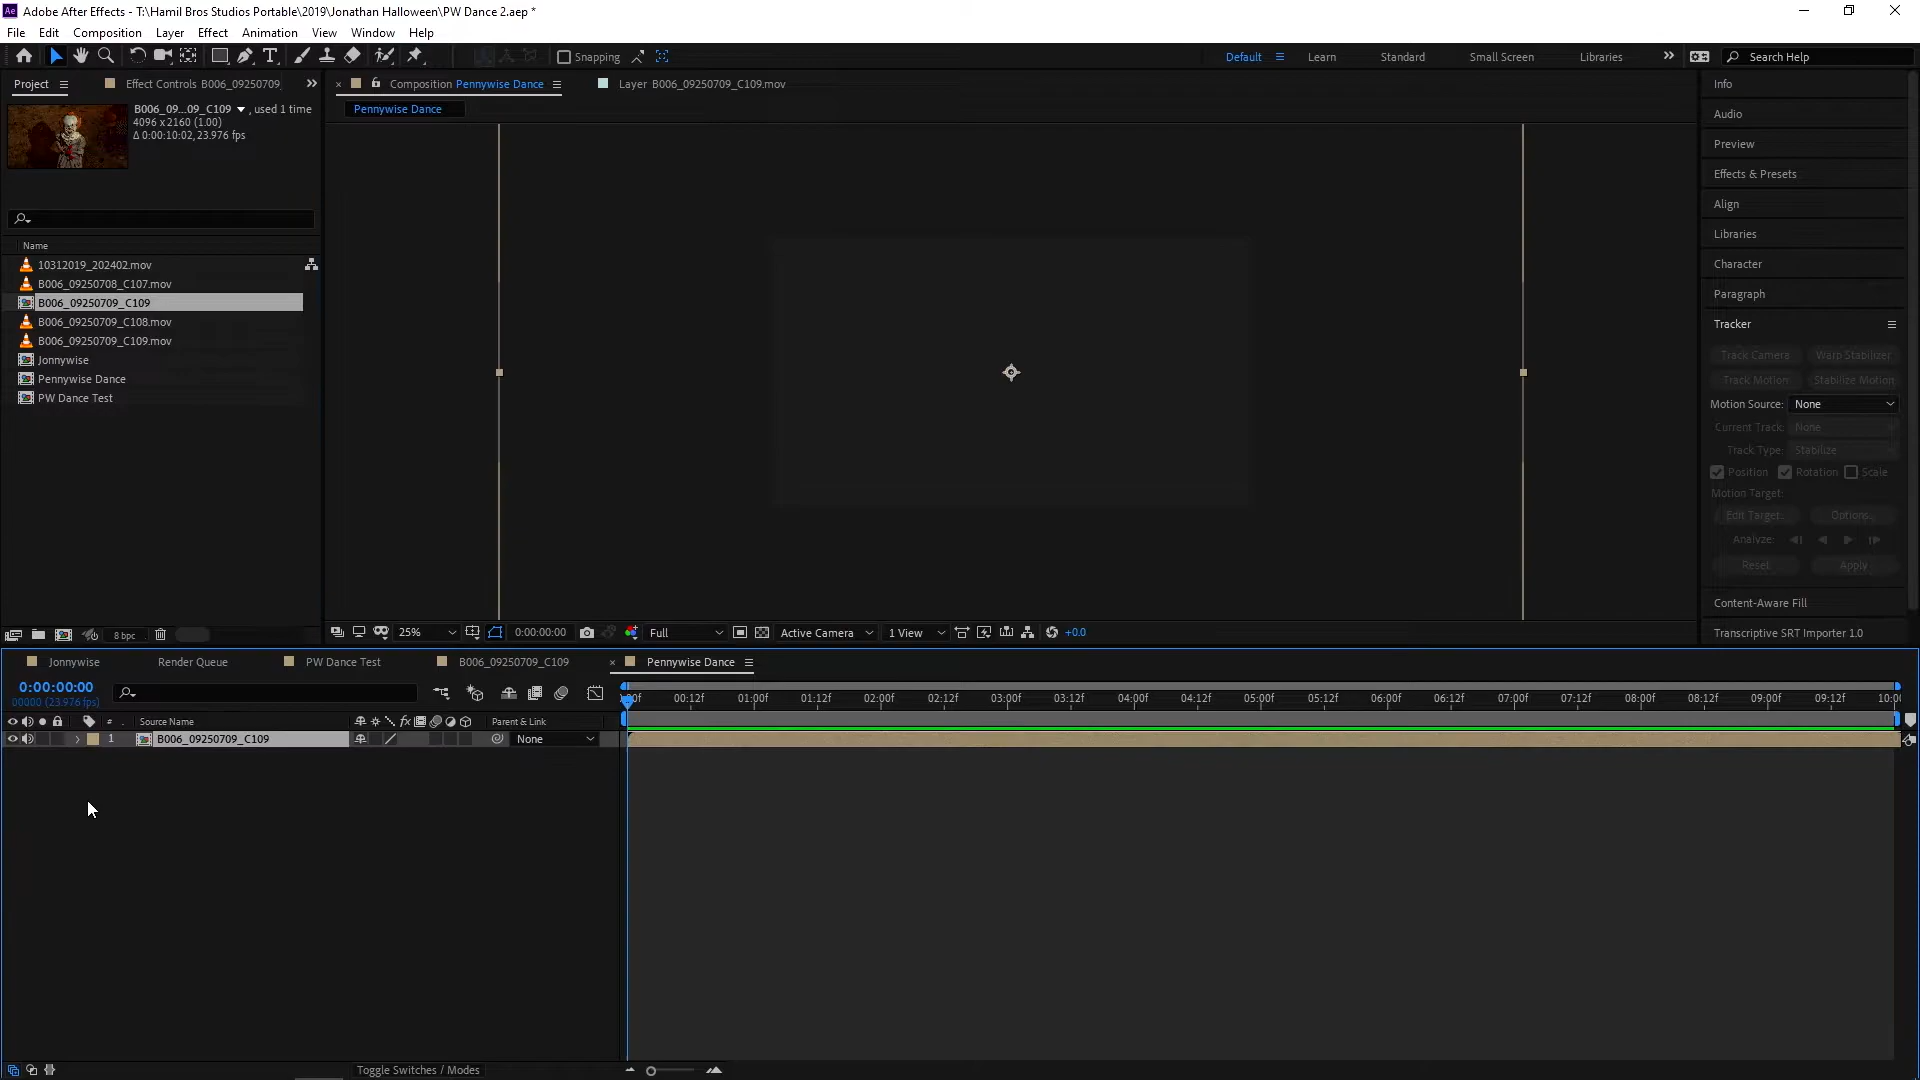 Adobe After Effects - T:\Hamil Bros Studios Portable\2019\Jonathan Halloween\PW Dance 2.aep *
File Edit Composition Layer Effect Animation View Window Help
Snapping
Default Learn Standard Small Screen Libraries
Search Help
Project
Effect Controls B006_09250709
Composition Pennywise Dance
Layer B006_09250709_C109.mov
Pennywise Dance
B006_09...09_C109 , used 1 time
4096 x 2160 (1.00)
Δ 0:00:10:02, 23.976 fps
Name
10312019_202402.mov
B006_09250708_C107.mov
B006_09250709_C109
B006_09250709_C108.mov
B006_09250709_C109.mov
Jonnywise
Pennywise Dance
PW Dance Test
Info
Audio
Preview
Effects & Presets
Align
Libraries
Character
Paragraph
Tracker
Track Camera Warp Stabilizer
Track Motion Stabilize Motion
Motion Source: None
Current Track: None
Track Type: Stabilize
Position Rotation Scale
Motion Target:
Edit Target... Options...
Analyze:
Reset Apply
Content-Aware Fill
Transcriptive SRT Importer 1.0
8 bpc
25% 0:00:00:00 Full Active Camera 1 View +0.0
Jonnywise Render Queue PW Dance Test B006_09250709_C109 Pennywise Dance
0:00:00:00
00000 (23.976 fps)
:00f 00:12f 01:00f 01:12f 02:00f 02:12f 03:00f 03:12f 04:00f 04:12f 05:00f 05:12f 06:00f 06:12f 07:00f 07:12f 08:00f 08:12f 09:00f 09:12f 10:00
# Source Name fx Parent & Link
1 B006_09250709_C109 None
Toggle Switches / Modes